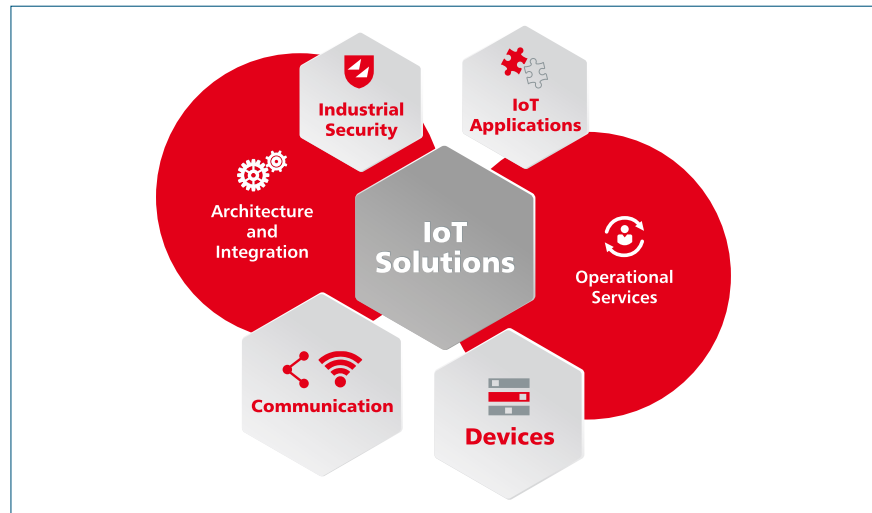 Industrial
Security
IoT
Applications
Architecture
and
Integration
IoT
Solutions
Operational
Services
Communication
Devices